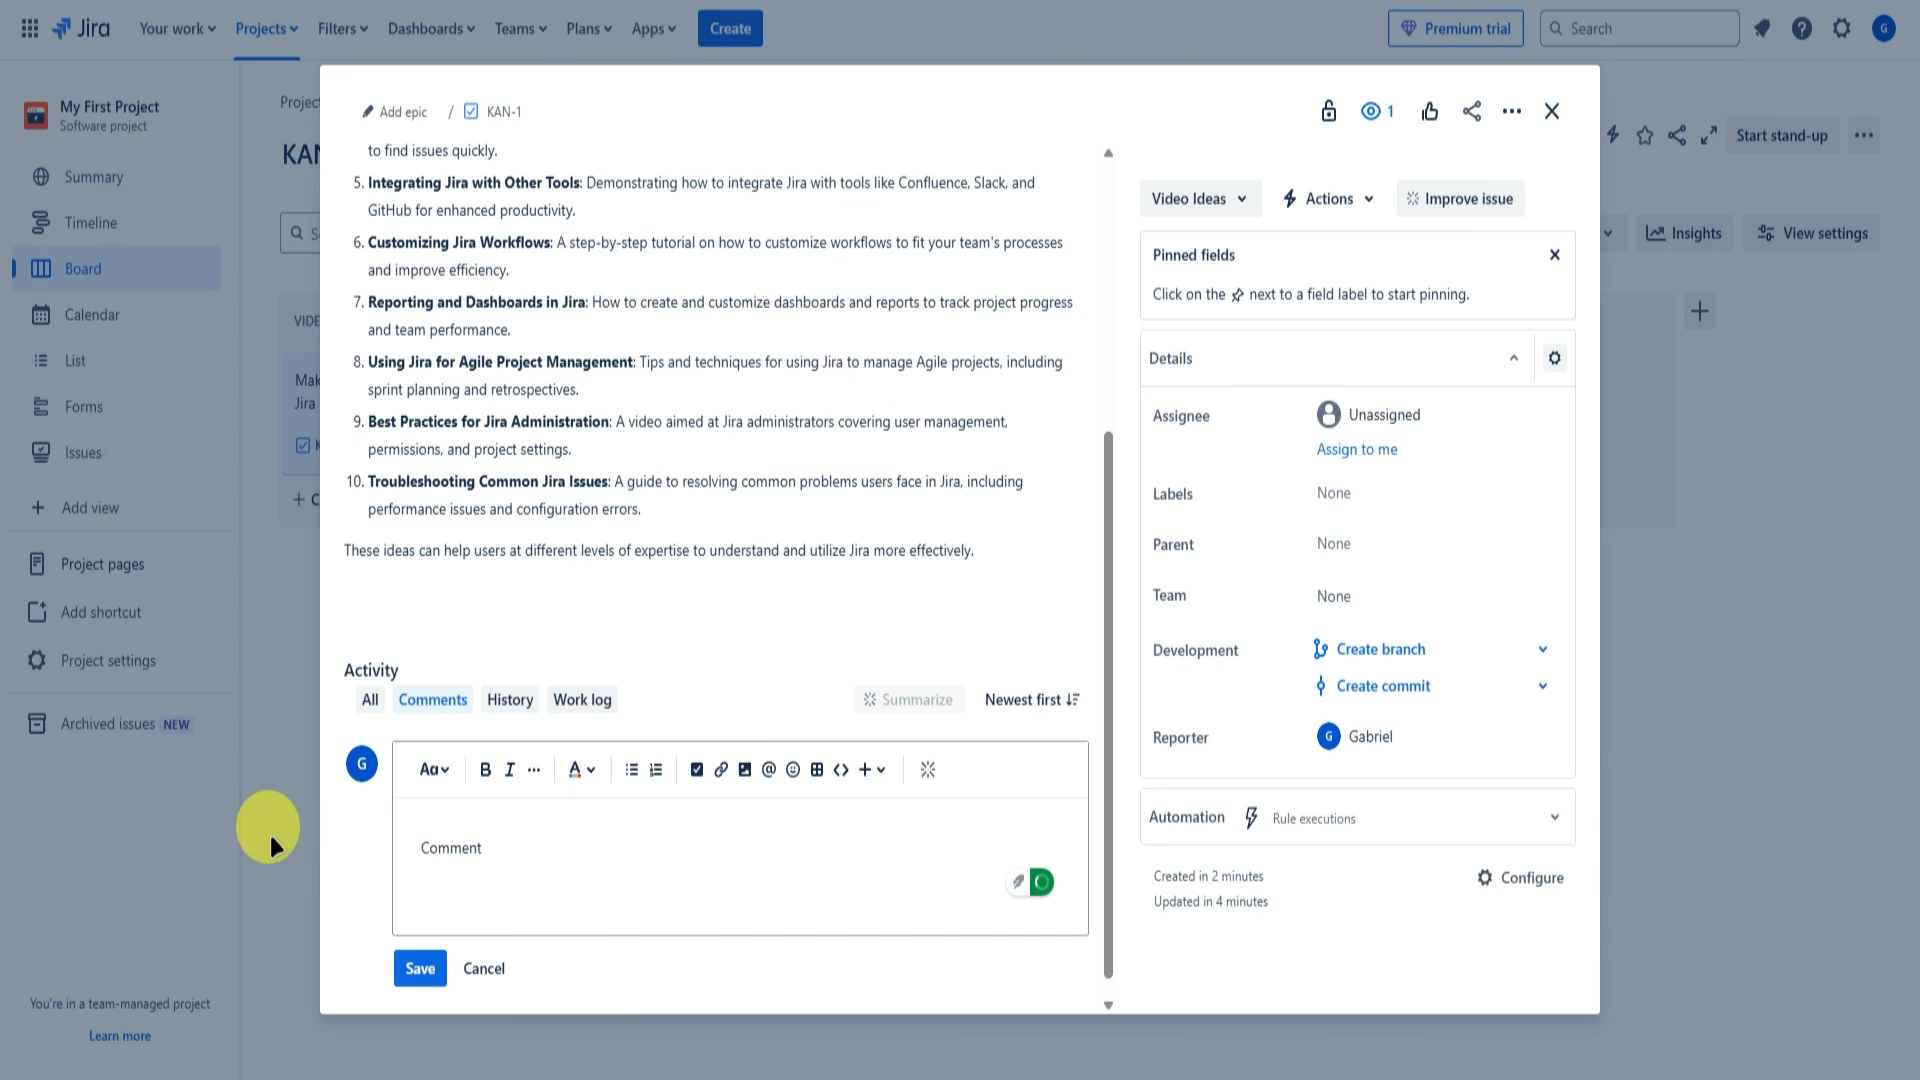 Jira
Your work
Projects
Filters
Dashboards
Teams
Plans
Apps
Create
Premium trial
Search
G
My First Project
Software project
Summary
Timeline
Board
Calendar
List
Forms
Issues
Add view
Project pages
Add shortcut
Project settings
Archived issues NEW
You're in a team-managed project
Learn more
Projec
KAN
S
VIDE
Mak
Jira
K
+ C
Start stand-up
Insights
View settings
Add epic / KAN-1
1
to find issues quickly.
5. Integrating Jira with Other Tools: Demonstrating how to integrate Jira with tools like Confluence, Slack, and
GitHub for enhanced productivity.
6. Customizing Jira Workflows: A step-by-step tutorial on how to customize workflows to fit your team's processes
and improve efficiency.
7. Reporting and Dashboards in Jira: How to create and customize dashboards and reports to track project progress
and team performance.
8. Using Jira for Agile Project Management: Tips and techniques for using Jira to manage Agile projects, including
sprint planning and retrospectives.
9. Best Practices for Jira Administration: A video aimed at Jira administrators covering user management,
permissions, and project settings.
10. Troubleshooting Common Jira Issues: A guide to resolving common problems users face in Jira, including
performance issues and configuration errors.
These ideas can help users at different levels of expertise to understand and utilize Jira more effectively.
Activity
All Comments History Work log Summarize Newest first
G
Aa B I ... A @ <> +
Comment
Save Cancel
Video Ideas Actions Improve issue
Pinned fields
Click on the next to a field label to start pinning.
Details
Assignee Unassigned
Assign to me
Labels None
Parent None
Team None
Development Create branch
Create commit
Reporter G Gabriel
Automation Rule executions
Created in 2 minutes
Updated in 4 minutes
Configure